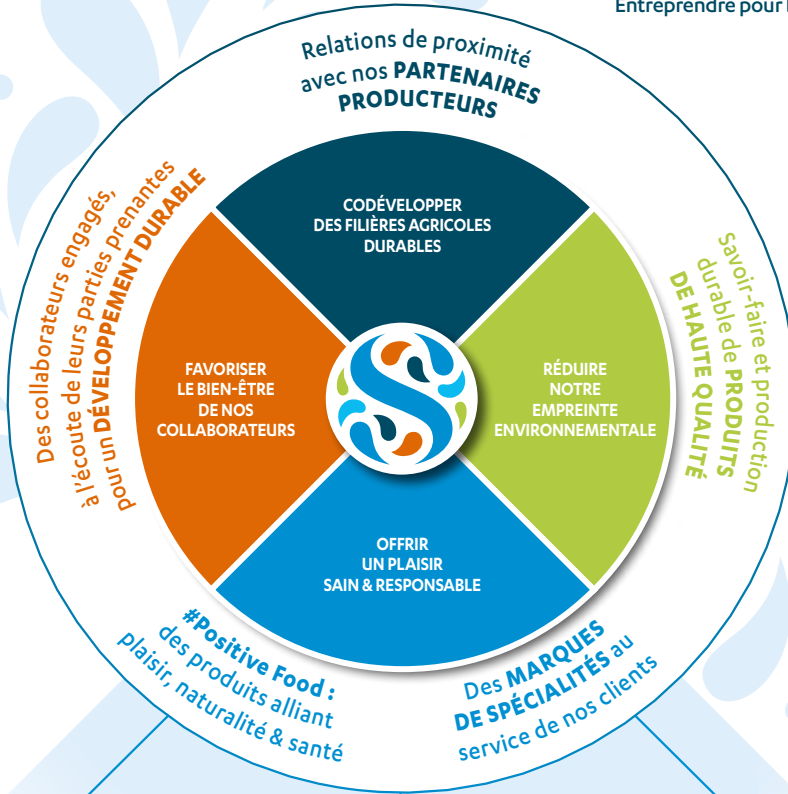 Entreprendre pour
Relations de proximité
avec nos PARTENAIRES
PRODUCTEURS
Des collaborateurs engagés,
à l'écoute de leurs parties prenantes
pour un DÉVELOPPEMENT DURABLE
CODÉVELOPPER
DES FILIÈRES AGRICOLES
DURABLES
Savoir-faire et production
durable de PRODUITS
DE HAUTE QUALITÉ
FAVORISER
LE BIEN-ÊTRE
DE NOS
COLLABORATEURS
RÉDUIRE
NOTRE
EMPREINTE
ENVIRONNEMENTALE
OFFRIR
UN PLAISIR
SAIN & RESPONSABLE
#Positive Food :
des produits alliant
plaisir, naturalité & santé
Des MARQUES
DE SPÉCIALITÉS au
service de nos clients